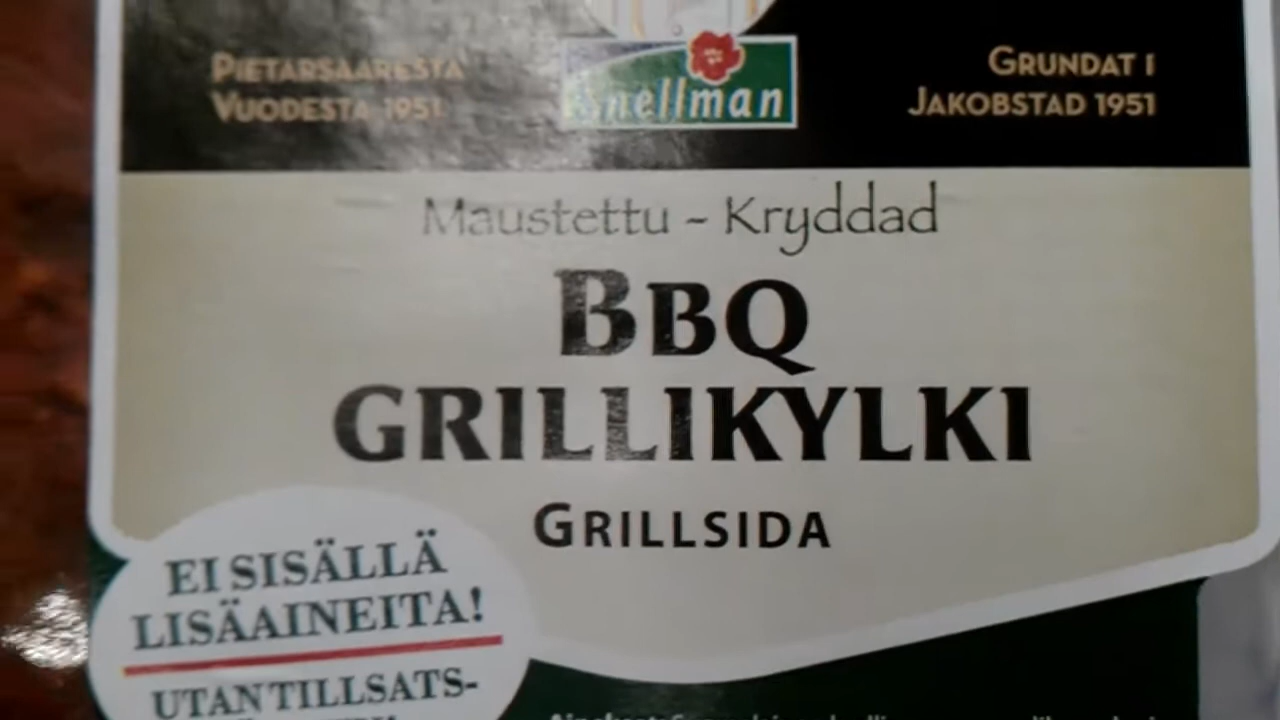 PIETARSAARESTA
VUODESTA 1951
Snellman
GRUNDAT I
JAKOBSTAD 1951
Maustettu - Kryddad
BBQ
GRILLIKYLKI
GRILLSIDA
EI SISÄLLÄ
LISÄAINEITA!
UTAN TILLSATS-